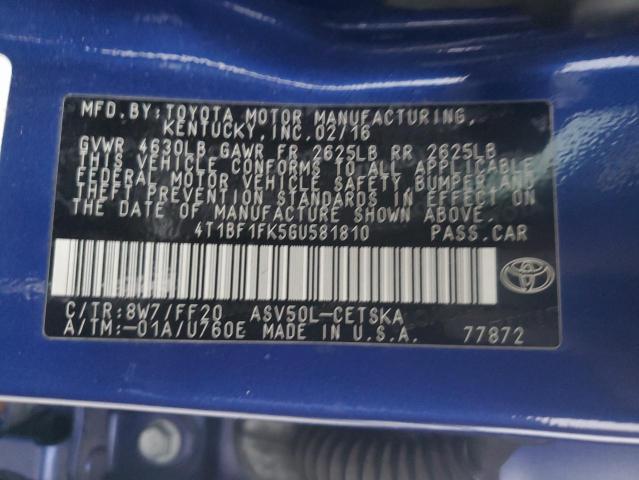 MFD.BY:TOYOTA MOTOR MANUFACTURING,
KENTUCKY,INC.02/16
GVWR 4630LB GAWR FR 2625LB RR 2625LB
THIS VEHICLE CONFORMS TO ALL APPLICABLE
FEDERAL MOTOR VEHICLE SAFETY,BUMPER,AND
THEFT PREVENTION STANDARDS IN EFFECT ON
THE DATE OF MANUFACTURE SHOWN ABOVE.
4T1BF1FK5GU581810 PASS.CAR
C/TR:8W7/FF20 ASV50L-CETSKA
A/TM:-01A/U760E MADE IN U.S.A. 77872